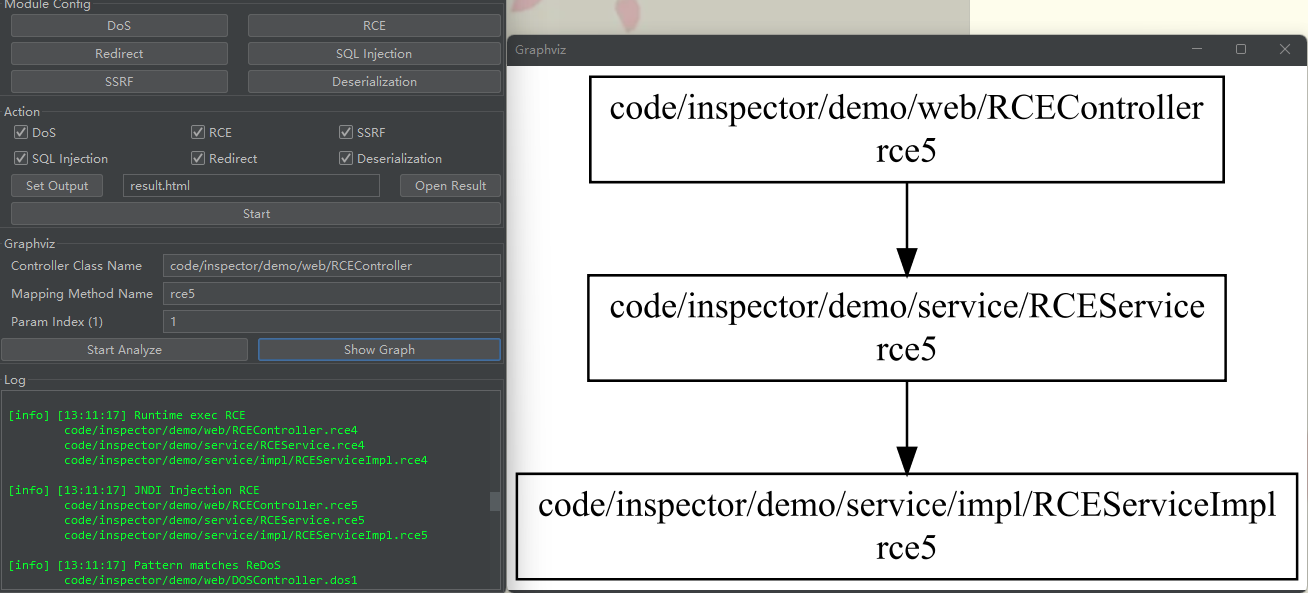 Module Config
DoS
RCE
Redirect
SQL Injection
SSRF
Deserialization
Action
DoS
RCE
SSRF
SQL Injection
Redirect
Deserialization
Set Output
result.html
Open Result
Start
Graphviz
Controller Class Name
code/inspector/demo/web/RCEController
Mapping Method Name
rce5
Param Index (1)
1
Start Analyze
Show Graph
Log
[info] [13:11:17] Runtime exec RCE
code/inspector/demo/web/RCEController.rce4
code/inspector/demo/service/RCEService.rce4
code/inspector/demo/service/impl/RCEServiceImpl.rce4
[info] [13:11:17] JNDI Injection RCE
code/inspector/demo/web/RCEController.rce5
code/inspector/demo/service/RCEService.rce5
code/inspector/demo/service/impl/RCEServiceImpl.rce5
[info] [13:11:17] Pattern matches ReDoS
code/inspector/demo/web/DOSController.dos1
Graphviz
code/inspector/demo/web/RCEController
rce5
code/inspector/demo/service/RCEService
rce5
code/inspector/demo/service/impl/RCEServiceImpl
rce5